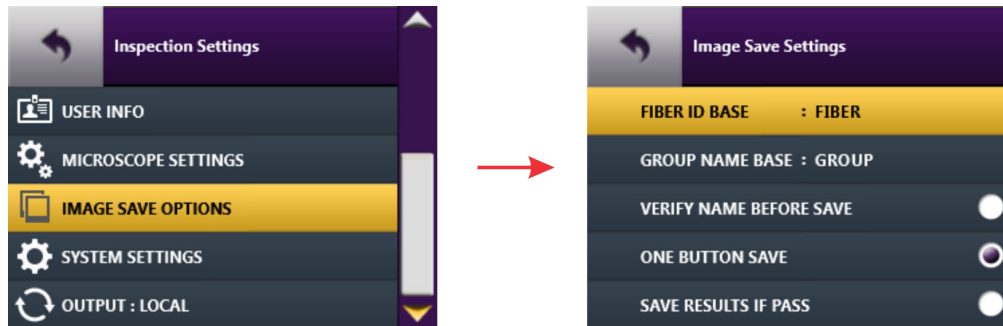 Inspection Settings
USER INFO
MICROSCOPE SETTINGS
IMAGE SAVE OPTIONS
SYSTEM SETTINGS
OUTPUT : LOCAL
Image Save Settings
FIBER ID BASE : FIBER
GROUP NAME BASE : GROUP
VERIFY NAME BEFORE SAVE
ONE BUTTON SAVE
SAVE RESULTS IF PASS